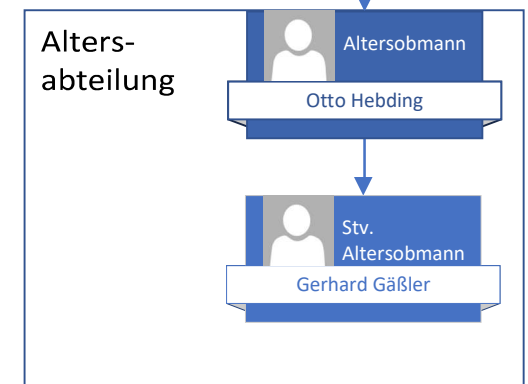 Alters-
abteilung
Altersobmann
Otto Hebding
Stv.
Altersobmann
Gerhard Gäßler